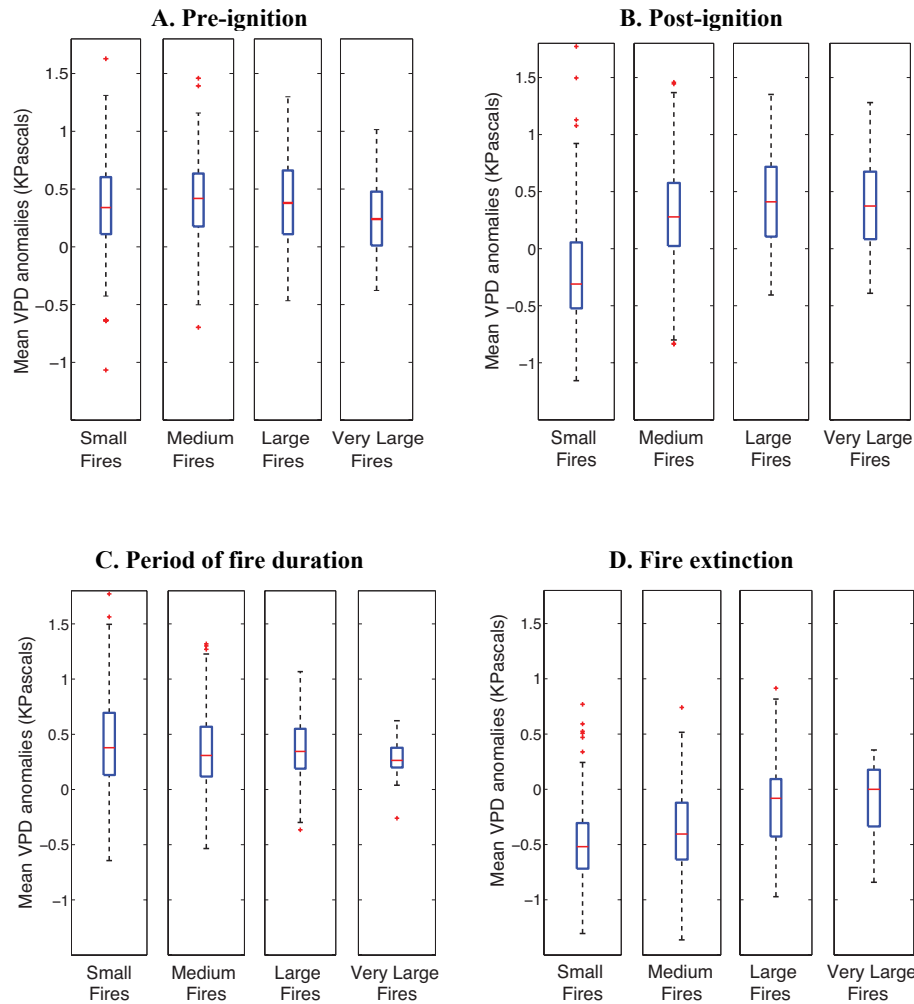 A. Pre-ignition
Mean VPD anomalies (KPascals)
1.5
1
0.5
0
−0.5
−1
Small Fires
Medium Fires
Large Fires
Very Large Fires
B. Post-ignition
Mean VPD anomalies (KPascals)
1.5
1
0.5
0
−0.5
−1
Small Fires
Medium Fires
Large Fires
Very Large Fires
C. Period of fire duration
Mean VPD anomalies (KPascals)
1.5
1
0.5
0
−0.5
−1
Small Fires
Medium Fires
Large Fires
Very Large Fires
D. Fire extinction
Mean VPD anomalies (KPascals)
1.5
1
0.5
0
−0.5
−1
Small Fires
Medium Fires
Large Fires
Very Large Fires